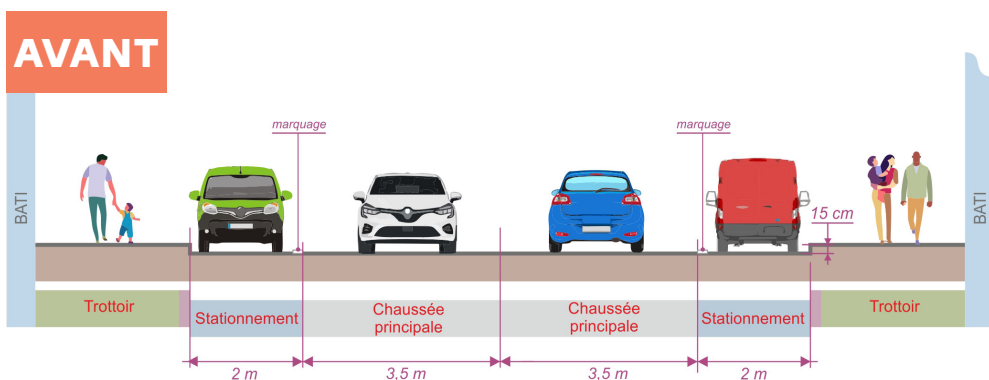 AVANT
marquage
marquage
BATI
BATI
15 cm
Trottoir
Stationnement
Chaussée
principale
Chaussée
principale
Stationnement
Trottoir
2 m
3,5 m
3,5 m
2 m